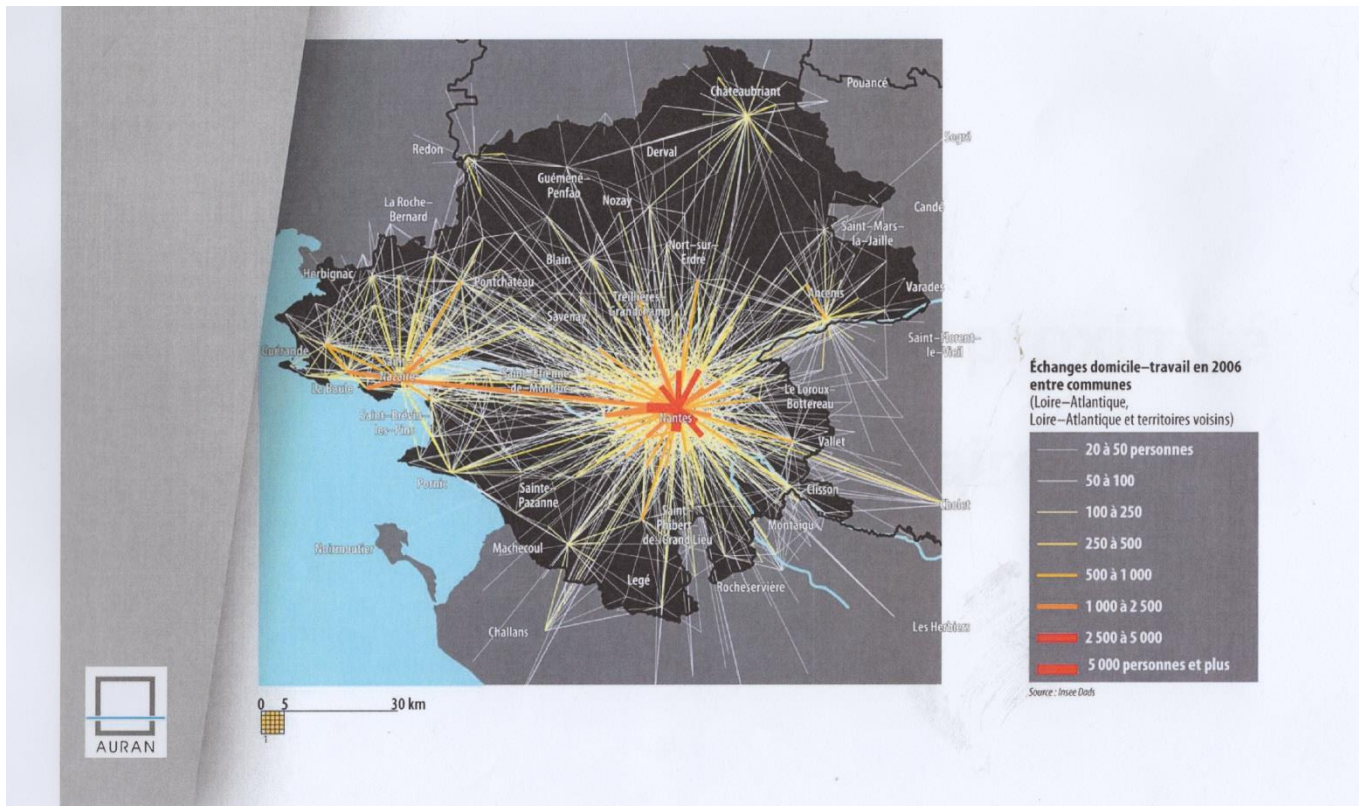 Châteaubriant
Pouancé
Segré
Redon
Derval
Guémené-
Penfao
Nozay
La Roche-
Bernard
Candé
Saint-Mars-
la-Jaille
Nort-sur-
Erdre
Blain
Herbignac
Pontchâteau
Ancenis
Varades
Treillières-
Grandchamp
Savenay
Saint-Florent-
le-Vieil
Guérande
Nazaire
Saint-Etienne-
de-Montluc
La Baule
Le Loroux-
Bottereau
Nantes
Saint-Brévin-
les-Pins
Vallet
Pornic
Sainte-
Pazanne
Clisson
Cholet
Saint-
Philbert
de-Grand Lieu
Montaigu
Noirmoutier
Machecoul
Legé
Rocheservière
Challans
Les Herbiers
Échanges domicile-travail en 2006
entre communes
(Loire-Atlantique,
Loire-Atlantique et territoires voisins)
20 à 50 personnes
50 à 100
100 à 250
250 à 500
500 à 1 000
1 000 à 2 500
2 500 à 5 000
5 000 personnes et plus
Source : Insee Dads
0 5 30 km
1
AURAN